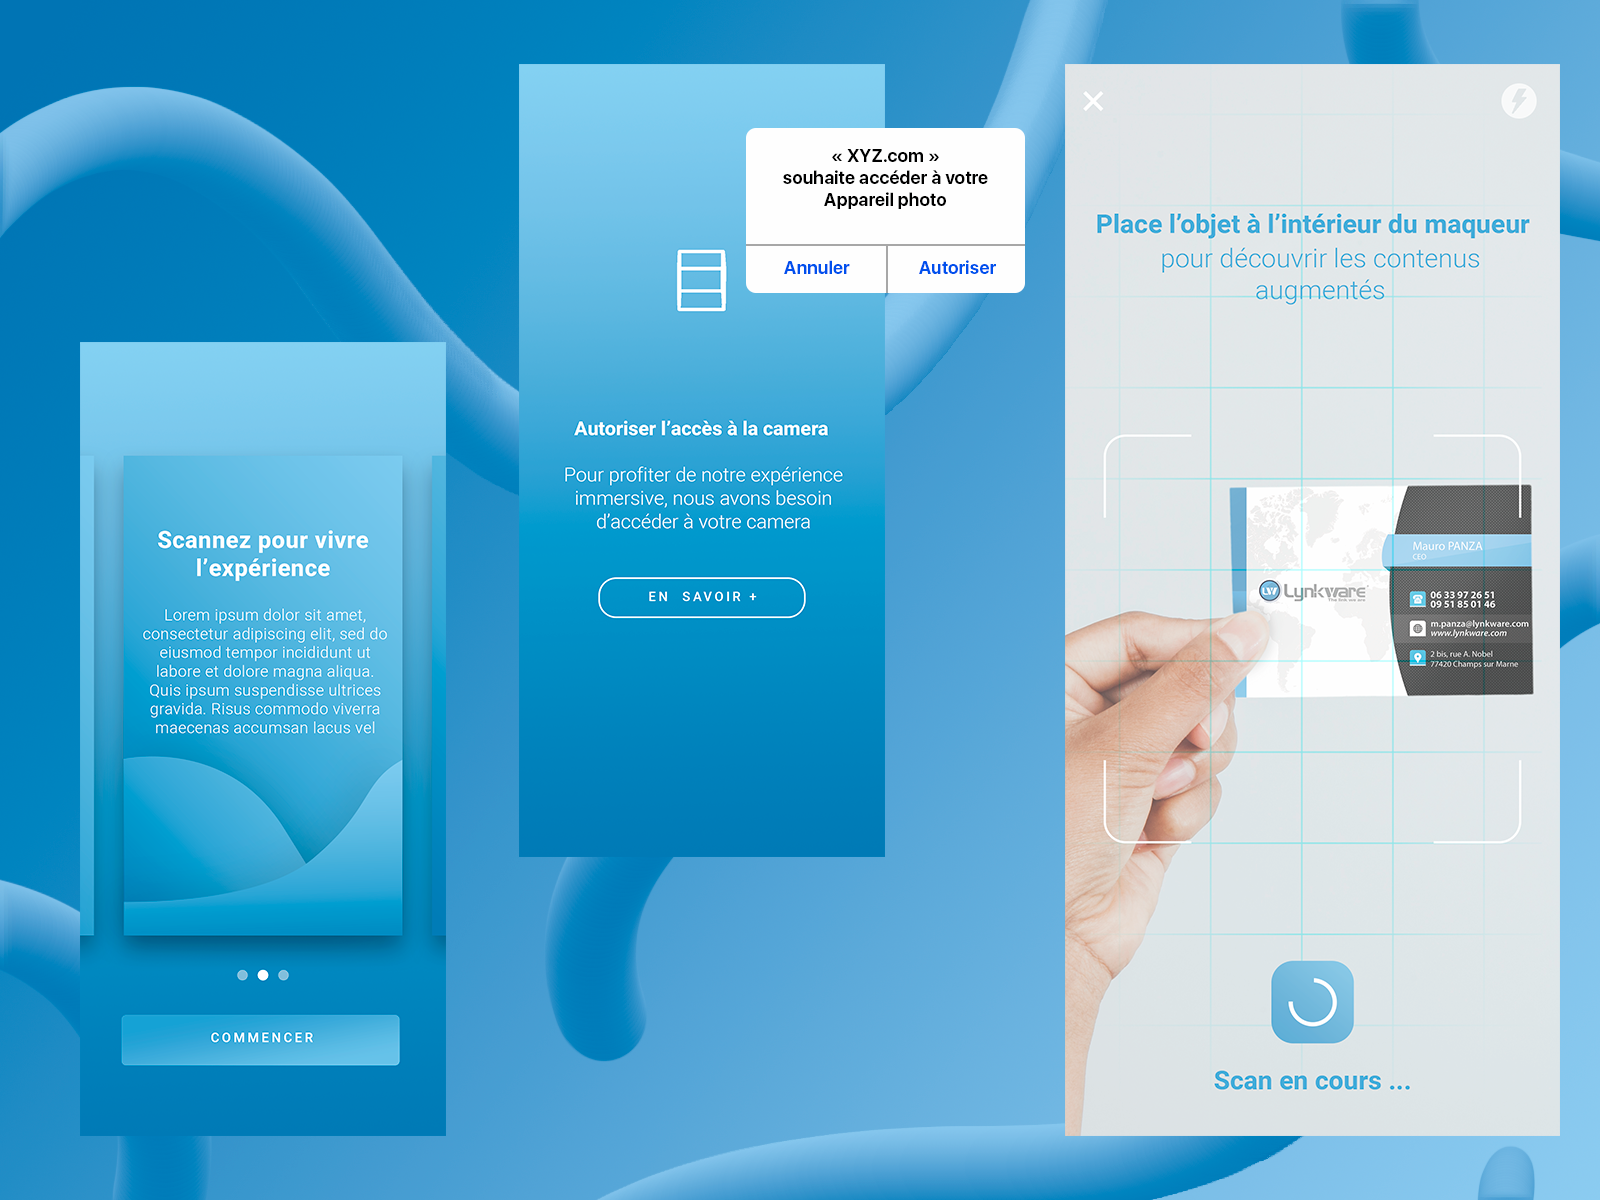 Scannez pour vivre
l’expérience
Lorem ipsum dolor sit amet,
consectetur adipiscing elit, sed do
eiusmod tempor incididunt ut
labore et dolore magna aliqua.
Quis ipsum suspendisse ultrices
gravida. Risus commodo viverra
maecenas accumsan lacus vel
COMMENCER
« XYZ.com »
souhaite accéder à votre
Appareil photo
Annuler
Autoriser
Autoriser l’accès à la camera
Pour profiter de notre expérience
immersive, nous avons besoin
d’accéder à votre camera
EN SAVOIR +
Place l’objet à l’intérieur du maqueur
pour découvrir les contenus
augmentés
LW Lynkware
The link we are
Mauro PANZA
CEO
06 33 97 26 51
09 51 85 01 46
m.panza@lynkware.com
www.lynkware.com
2 bis, rue A. Nobel
77420 Champs sur Marne
Scan en cours ...